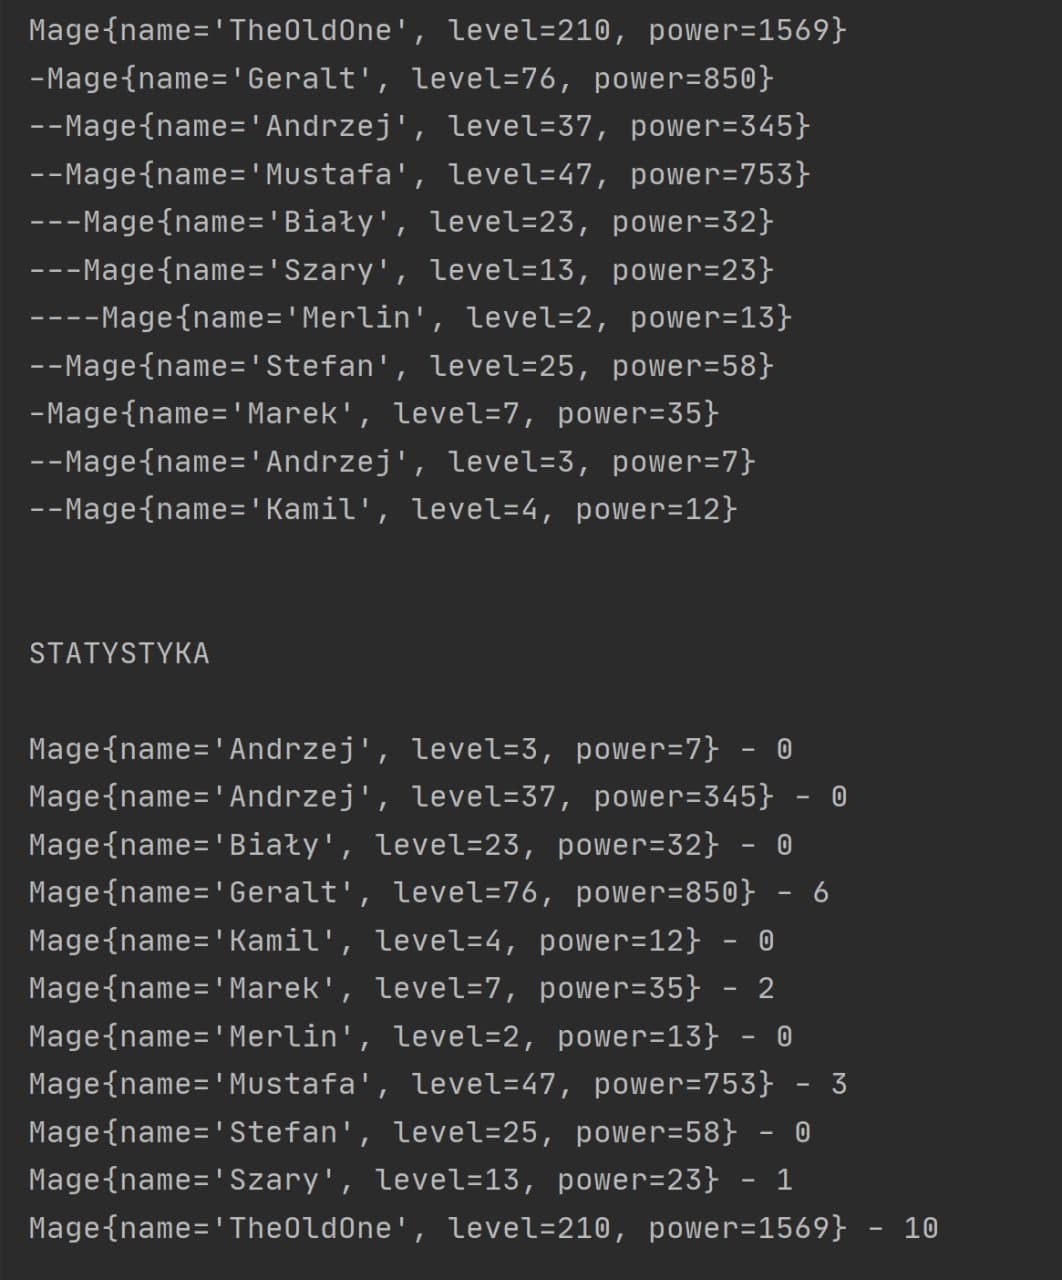 Mage{name='TheOldOne', level=210, power=1569}
-Mage{name='Geralt', level=76, power=850}
--Mage{name='Andrzej', level=37, power=345}
--Mage{name='Mustafa', level=47, power=753}
---Mage{name='Biały', level=23, power=32}
---Mage{name='Szary', level=13, power=23}
----Mage{name='Merlin', level=2, power=13}
--Mage{name='Stefan', level=25, power=58}
-Mage{name='Marek', level=7, power=35}
--Mage{name='Andrzej', level=3, power=7}
--Mage{name='Kamil', level=4, power=12}
STATYSTYKA
Mage{name='Andrzej', level=3, power=7} - 0
Mage{name='Andrzej', level=37, power=345} - 0
Mage{name='Biały', level=23, power=32} - 0
Mage{name='Geralt', level=76, power=850} - 6
Mage{name='Kamil', level=4, power=12} - 0
Mage{name='Marek', level=7, power=35} - 2
Mage{name='Merlin', level=2, power=13} - 0
Mage{name='Mustafa', level=47, power=753} - 3
Mage{name='Stefan', level=25, power=58} - 0
Mage{name='Szary', level=13, power=23} - 1
Mage{name='TheOldOne', level=210, power=1569} - 10